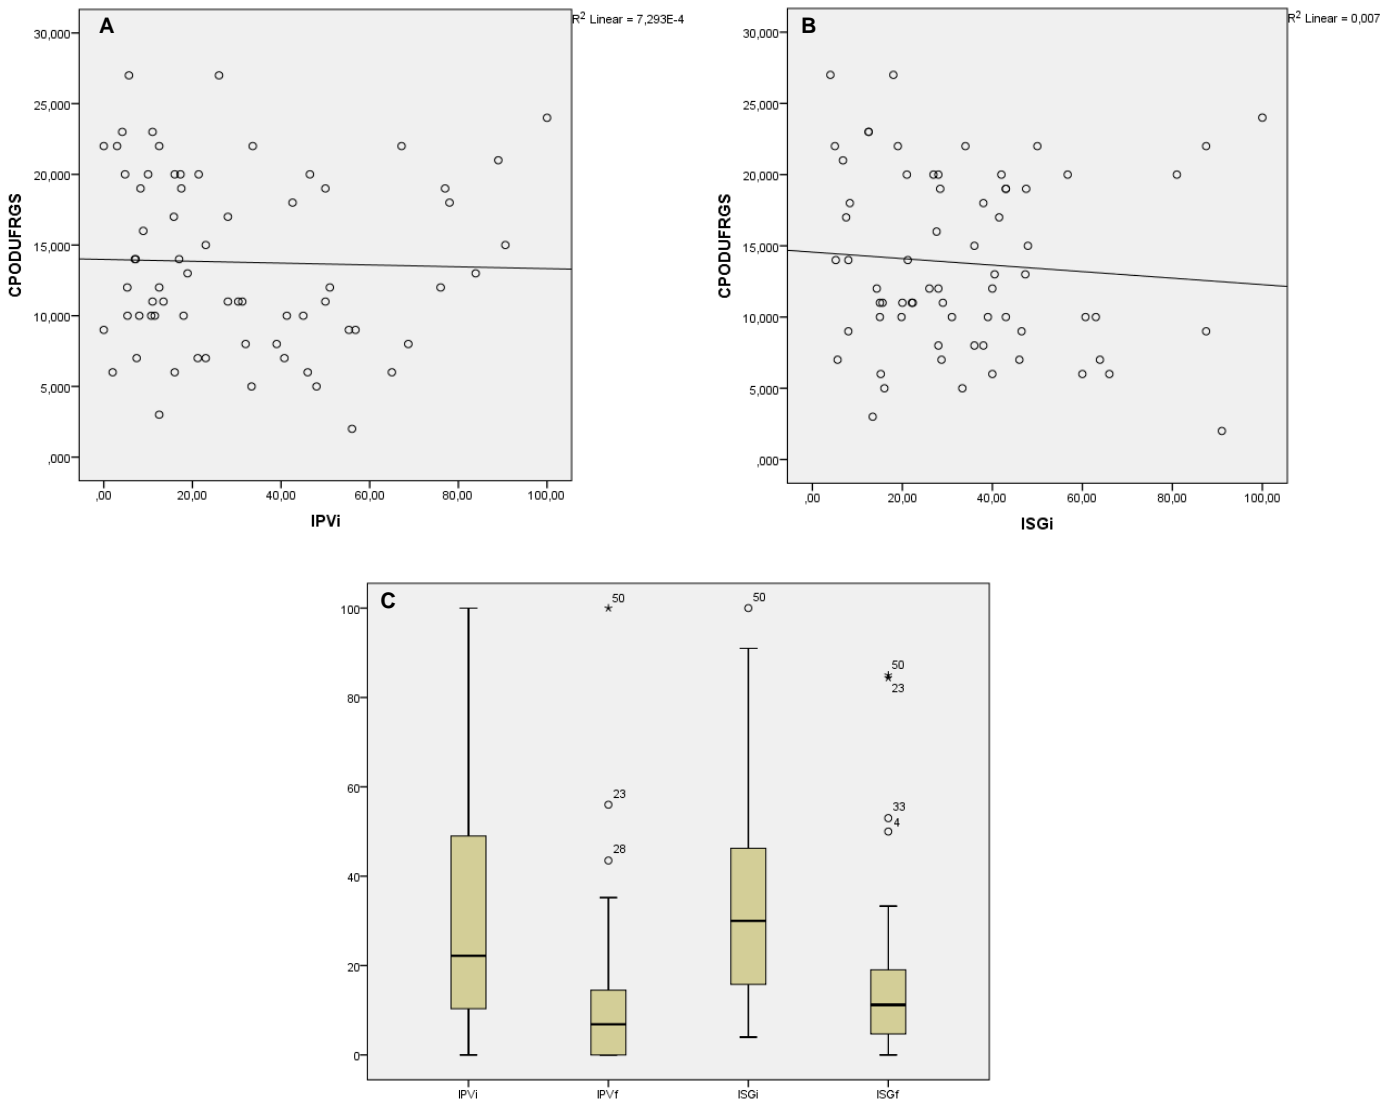 A
R2 Linear = 7,293E-4
30,000
25,000
20,000
15,000
10,000
5,000
,000
CPODUFRGS
,00 20,00 40,00 60,00 80,00 100,00
IPVi
B
R2 Linear = 0,007
30,000
25,000
20,000
15,000
10,000
5,000
,000
CPODUFRGS
,00 20,00 40,00 60,00 80,00 100,00
ISGi
C
100
80
60
40
20
0
50
23
28
50
50
23
33
4
IPVi IPVf ISGi ISGf